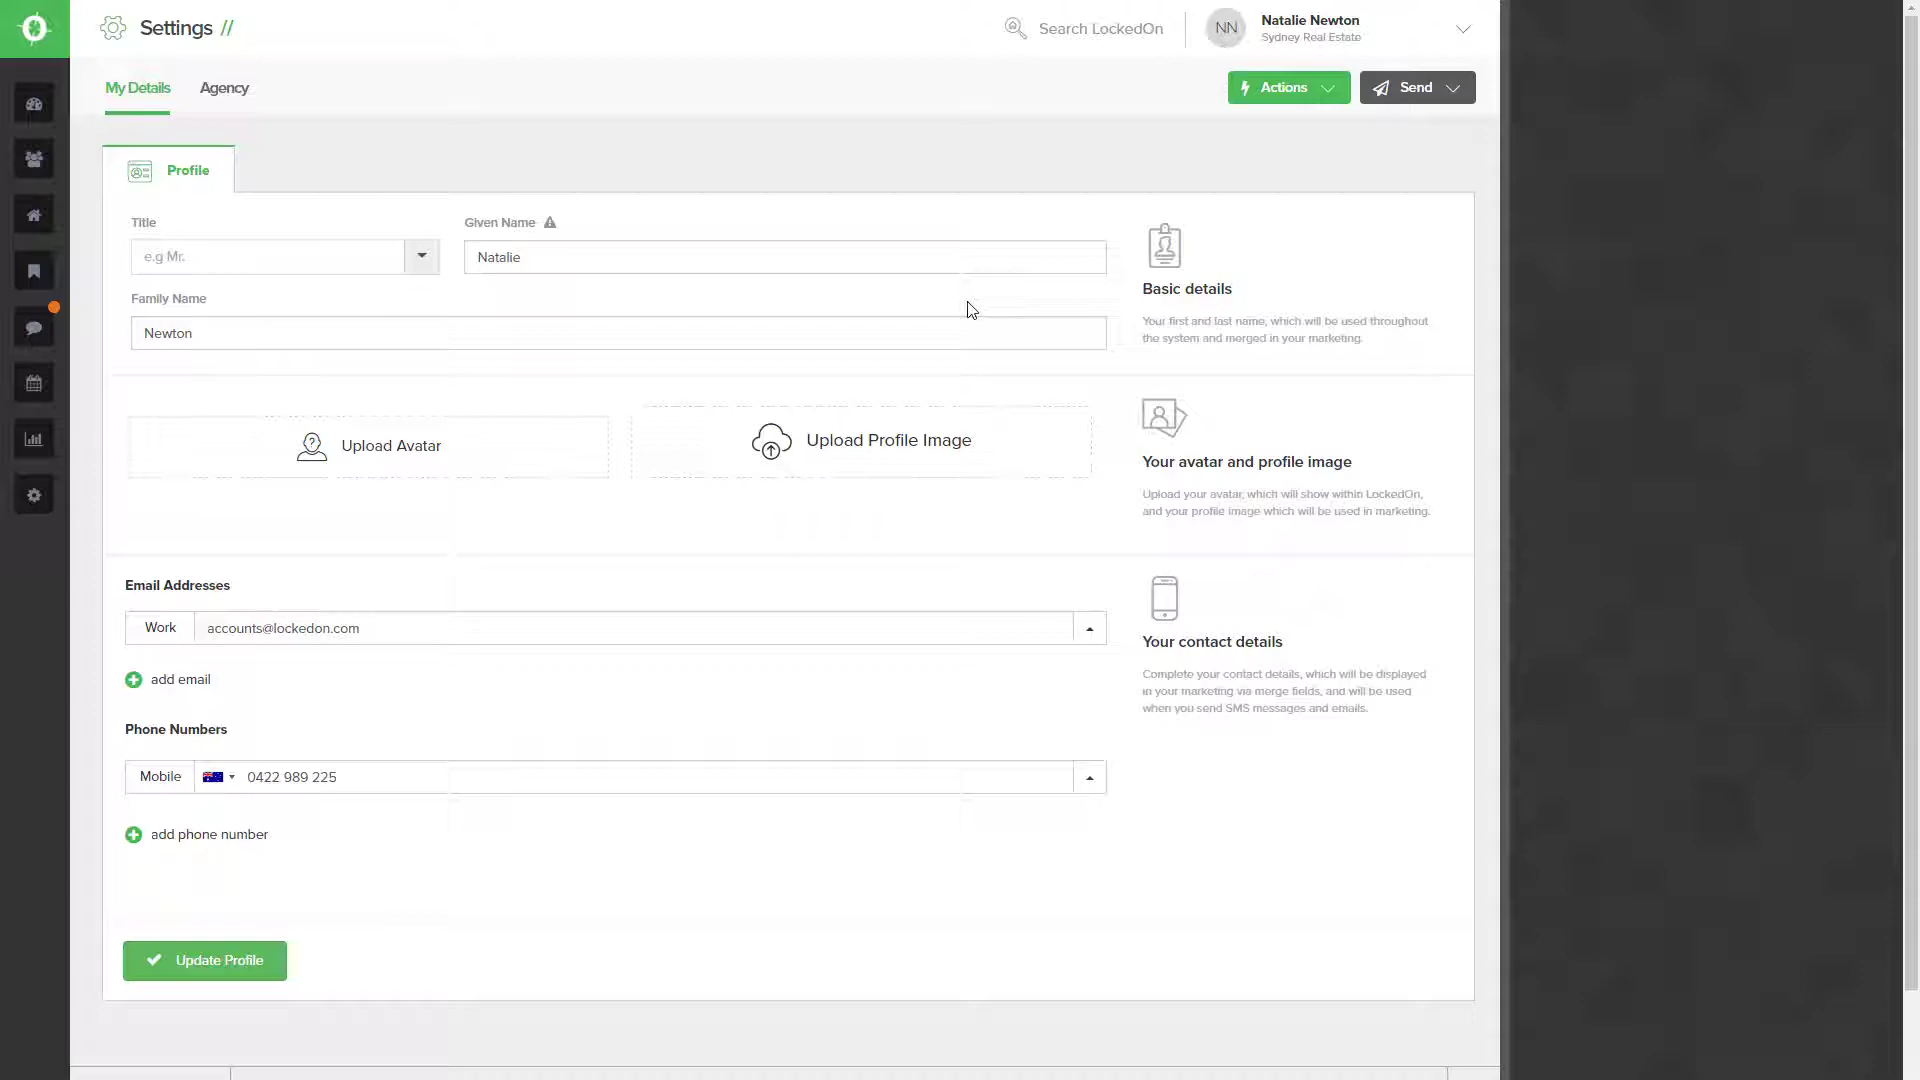 Settings //
Search LockedOn
NN
Natalie Newton
Sydney Real Estate
My Details
Agency
Actions
Send
Profile
Title
Given Name
e.g Mr.
Natalie
Family Name
Newton
Basic details
Your first and last name, which will be used throughout
the system and merged in your marketing.
Upload Avatar
Upload Profile Image
Your avatar and profile image
Upload your avatar, which will show within LockedOn,
and your profile image which will be used in marketing.
Email Addresses
Work
accounts@lockedon.com
add email
Your contact details
Complete your contact details, which will be displayed
in your marketing via merge fields, and will be used
when you send SMS messages and emails.
Phone Numbers
Mobile
0422 989 225
add phone number
Update Profile